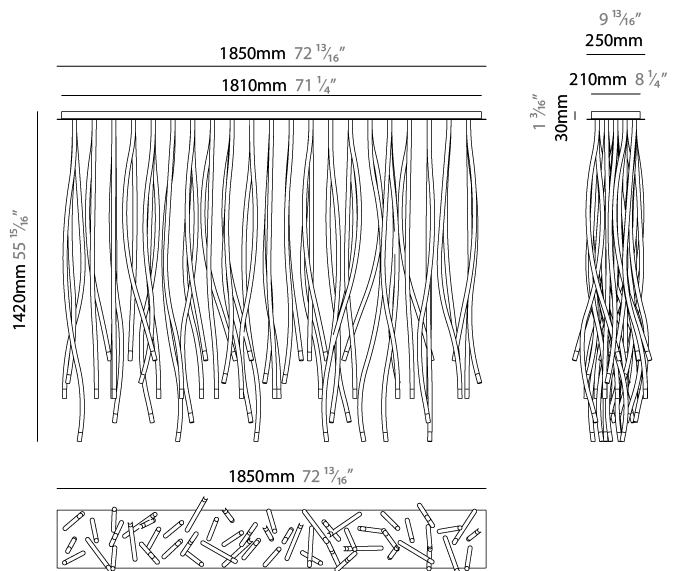 9 13/16″
250mm
1850mm 72 13/16″
1810mm 71 1/4″
210mm 8 1/4″
30mm 1 3/16″
1420mm 55 15/16″
1850mm 72 13/16″